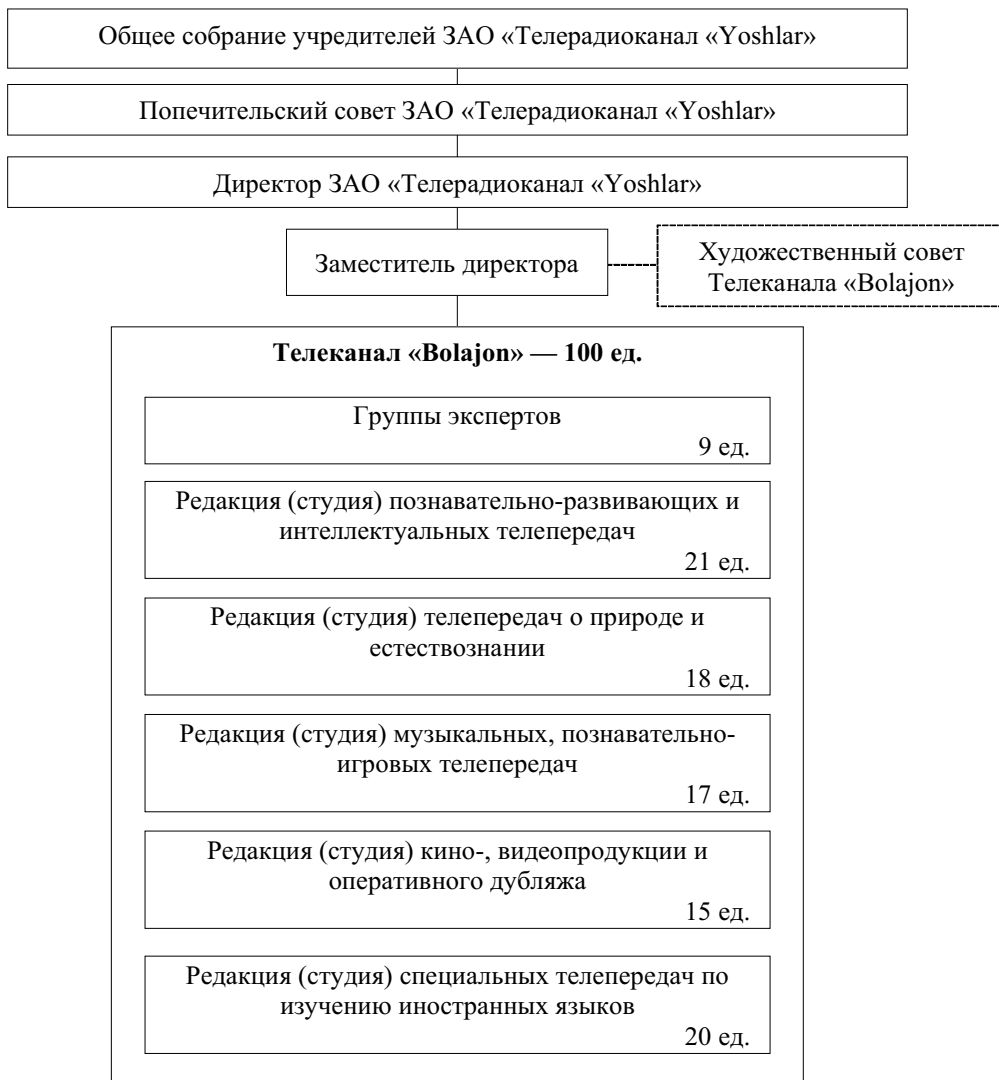 Общее собрание учредителей ЗАО «Телерадиоканал «Yoshlar»
Попечительский совет ЗАО «Телерадиоканал «Yoshlar»
Директор ЗАО «Телерадиоканал «Yoshlar»
Заместитель директора
Художественный совет
Телеканала «Bolajon»
Телеканал «Bolajon» — 100 ед.
Группы экспертов
9 ед.
Редакция (студия) познавательно-развивающих и
интеллектуальных телепередач
21 ед.
Редакция (студия) телепередач о природе и
естествознании
18 ед.
Редакция (студия) музыкальных, познавательно-
игровых телепередач
17 ед.
Редакция (студия) кино-, видеопродукции и
оперативного дубляжа
15 ед.
Редакция (студия) специальных телепередач по
изучению иностранных языков
20 ед.